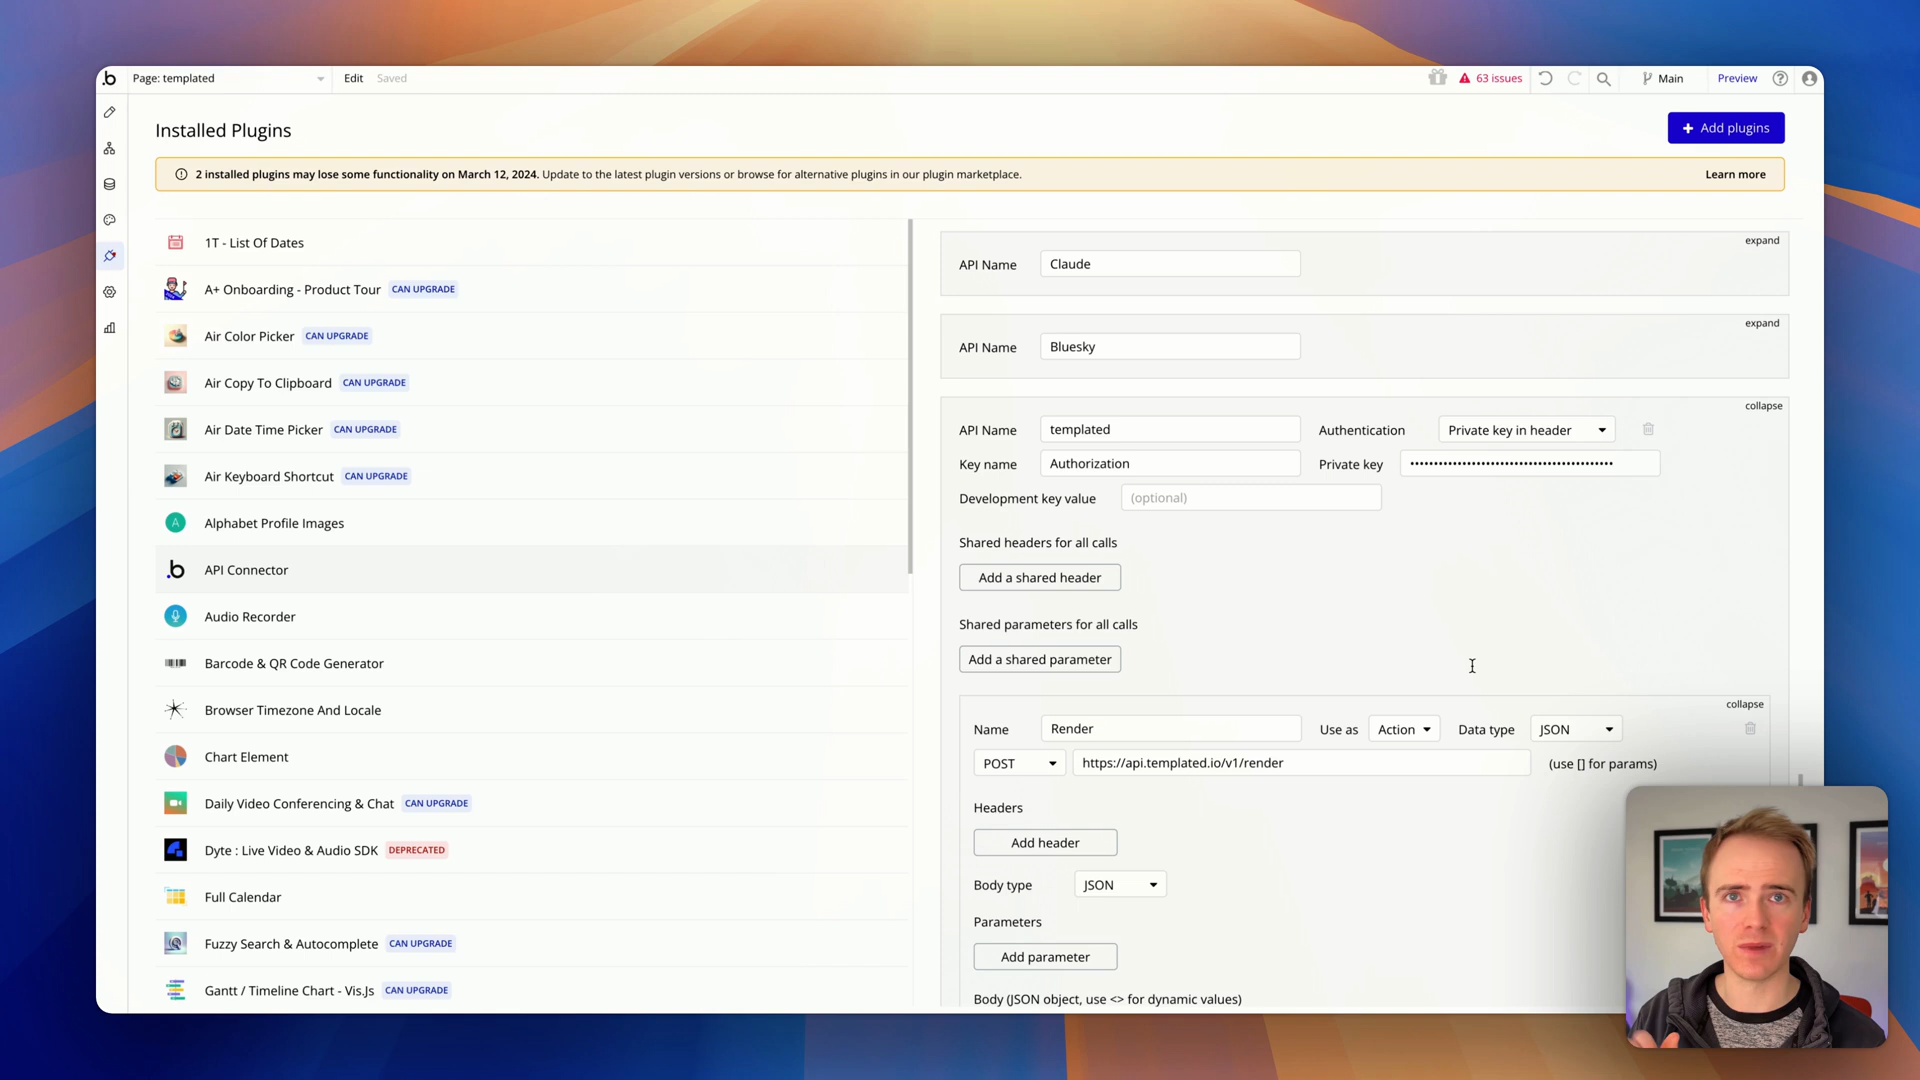 .b Page: templated Edit Saved 63 issues Main Preview
Installed Plugins
+ Add plugins
2 installed plugins may lose some functionality on March 12, 2024. Update to the latest plugin versions or browse for alternative plugins in our plugin marketplace. Learn more
1T - List Of Dates
A+ Onboarding - Product Tour CAN UPGRADE
Air Color Picker CAN UPGRADE
Air Copy To Clipboard CAN UPGRADE
Air Date Time Picker CAN UPGRADE
Air Keyboard Shortcut CAN UPGRADE
A Alphabet Profile Images
.b API Connector
Audio Recorder
Barcode & QR Code Generator
Browser Timezone And Locale
Chart Element
Daily Video Conferencing & Chat CAN UPGRADE
Dyte : Live Video & Audio SDK DEPRECATED
Full Calendar
Fuzzy Search & Autocomplete CAN UPGRADE
Gantt / Timeline Chart - Vis.Js CAN UPGRADE
expand
API Name Claude
expand
API Name Bluesky
collapse
API Name templated Authentication Private key in header
Key name Authorization Private key ••••••••••••••••••••••••••••••••••••••••••••
Development key value (optional)
Shared headers for all calls
Add a shared header
Shared parameters for all calls
Add a shared parameter
collapse
Name Render Use as Action Data type JSON
POST https://api.templated.io/v1/render (use [] for params)
Headers
Add header
Body type JSON
Parameters
Add parameter
Body (JSON object, use <> for dynamic values)